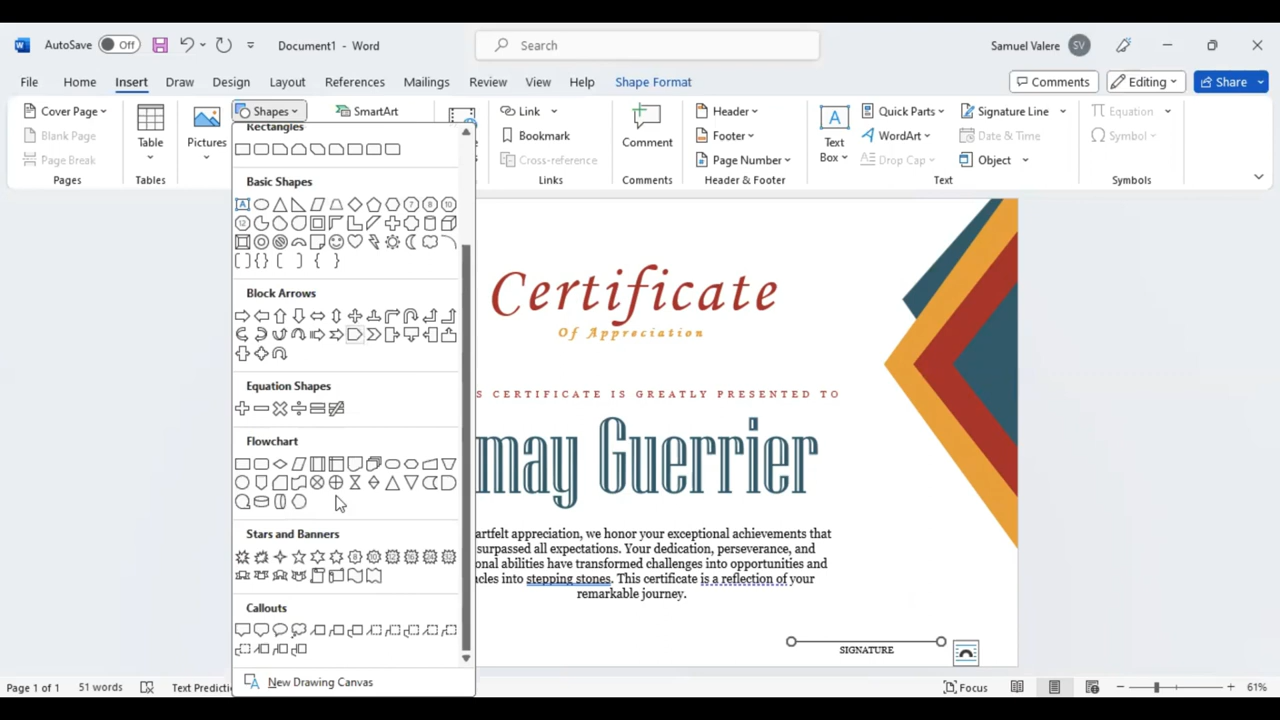 AutoSave Off Document1 - Word Search Samuel Valere SV
File Home Insert Draw Design Layout References Mailings Review View Help Shape Format Comments Editing Share
Cover Page
Blank Page
Page Break
Pages
Table
Tables
Pictures
Shapes
SmartArt
Link
Bookmark
Cross-reference
Links
Comment
Comments
Header
Footer
Page Number
Header & Footer
Text
Box
Quick Parts
WordArt
Drop Cap
Signature Line
Date & Time
Object
Text
Equation
Symbol
Symbols
Rectangles
Basic Shapes
Block Arrows
Equation Shapes
Flowchart
Stars and Banners
Callouts
New Drawing Canvas
Certificate
Of Appreciation
S CERTIFICATE IS GREATLY PRESENTED TO
may Guerrier
artfelt appreciation, we honor your exceptional achievements that
surpassed all expectations. Your dedication, perseverance, and
onal abilities have transformed challenges into opportunities and
cles into stepping stones. This certificate is a reflection of your
remarkable journey.
SIGNATURE
Page 1 of 1 51 words Text Predicti Focus 61%